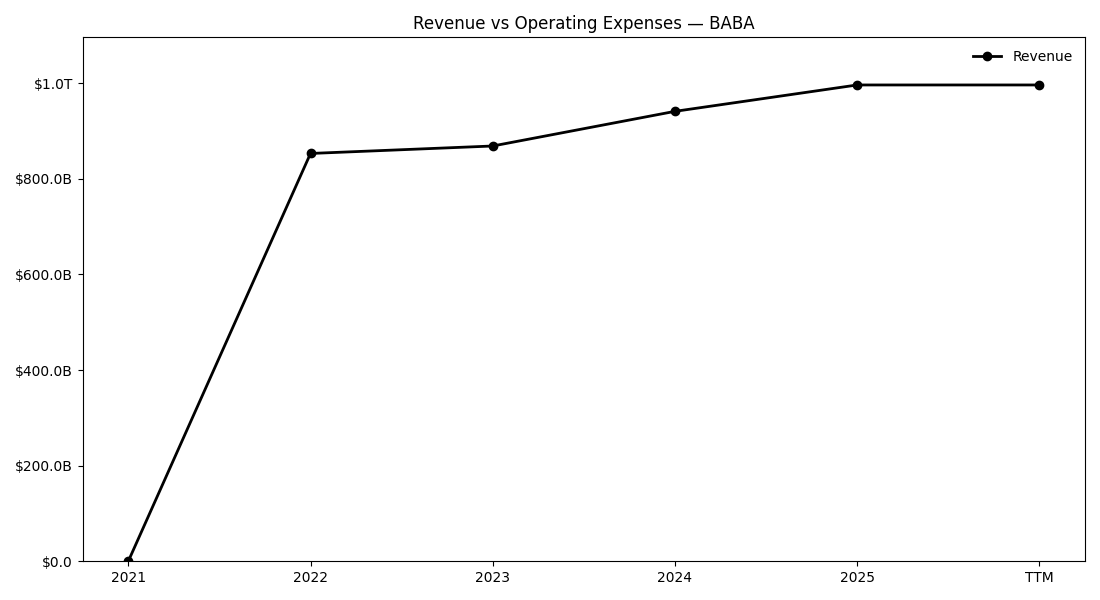 Revenue vs Operating Expenses — BABA
Revenue
$1.0T
$800.0B
$600.0B
$400.0B
$200.0B
$0.0
2021 2022 2023 2024 2025 TTM